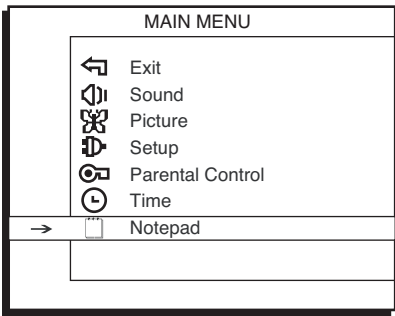 MAIN MENU
Exit
Sound
Picture
Setup
Parental Control
Time
Notepad